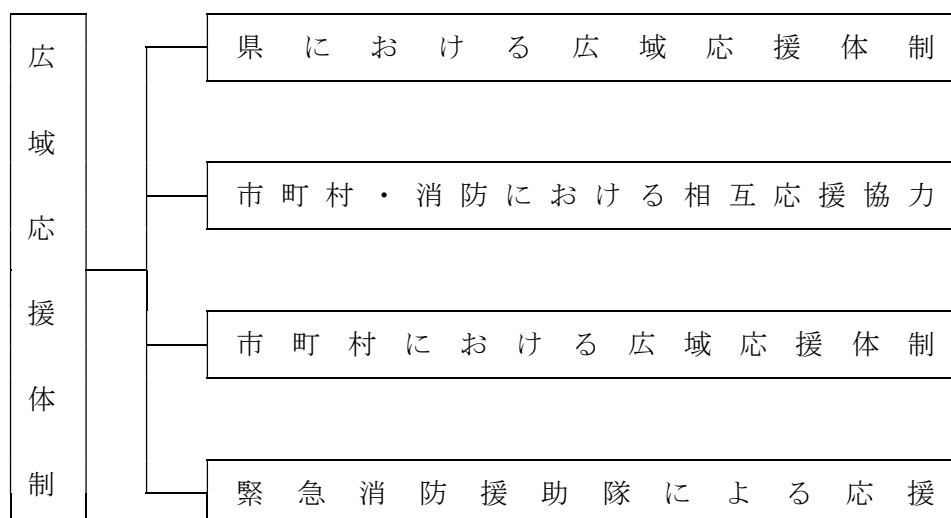 広域応援体制
県における広域応援体制
市町村・消防における相互応援協力
市町村における広域応援体制
緊急消防援助隊による応援